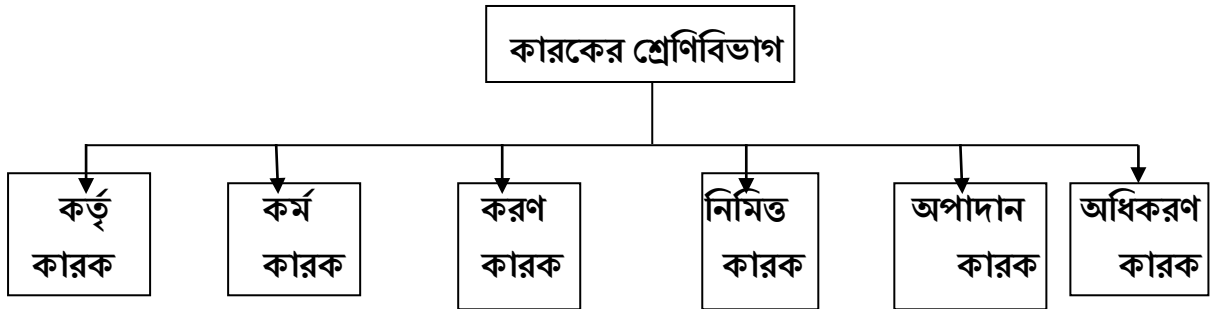 কারকের শ্রেণিবিভাগ
কর্তৃ
কারক
কর্ম
কারক
করণ
কারক
নিমিত্ত
কারক
অপাদান
কারক
অধিকরণ
কারক